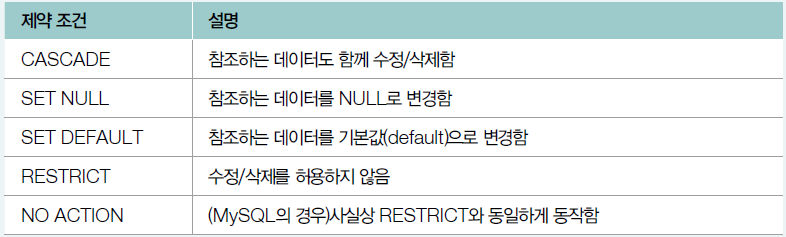 제약 조건 설명
CASCADE 참조하는 데이터도 함께 수정/삭제함
SET NULL 참조하는 데이터를 NULL로 변경함
SET DEFAULT 참조하는 데이터를 기본값(default)으로 변경함
RESTRICT 수정/삭제를 허용하지 않음
NO ACTION (MySQL의 경우)사실상 RESTRICT와 동일하게 동작함